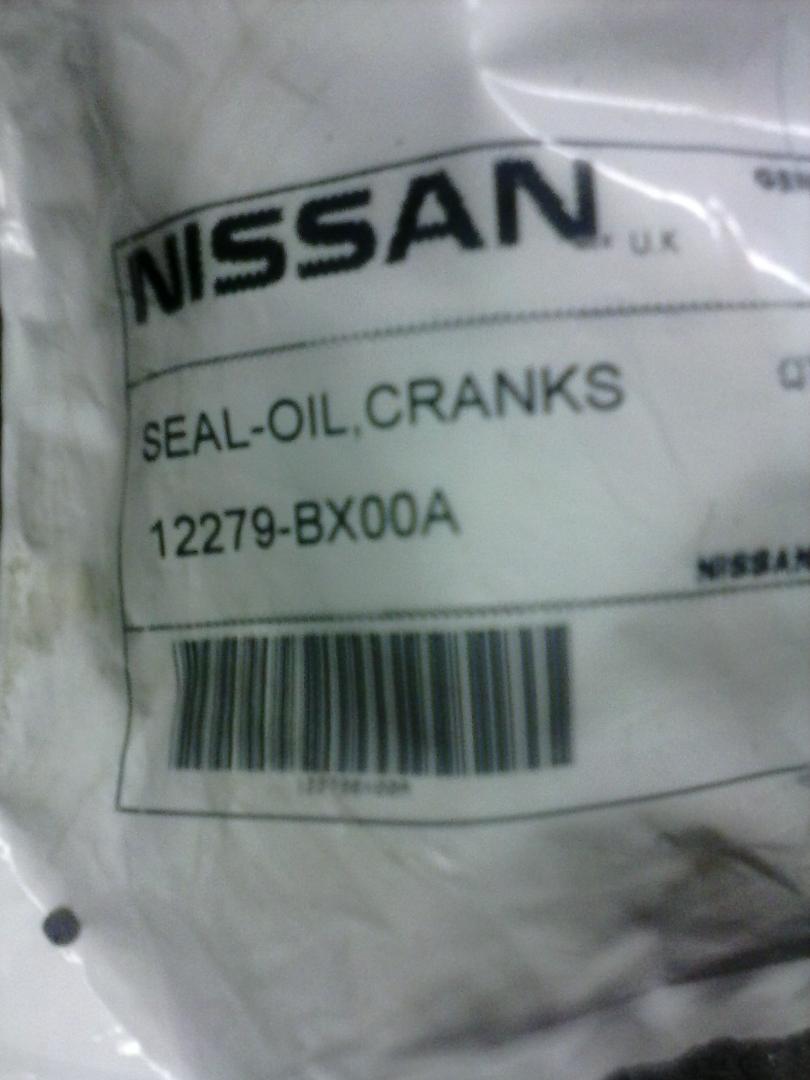 NISSAN
U.K
SEAL-OIL,CRANKS
12279-BX00A
NISSAN